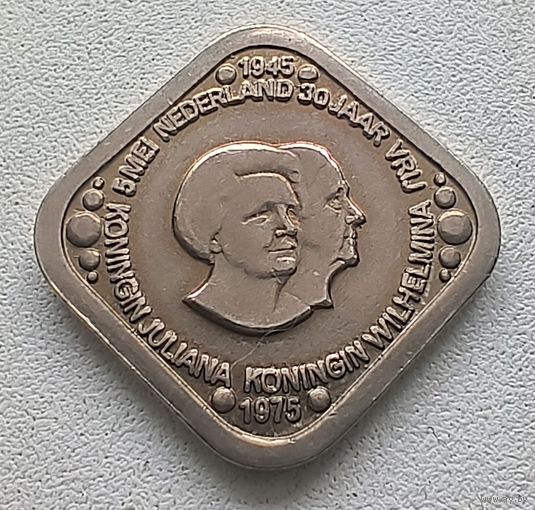 1945
5 MEI NEDERLAND 30 JAAR VRIJ
KONINGIN JULIANA KONINGIN WILHELMINA
1975